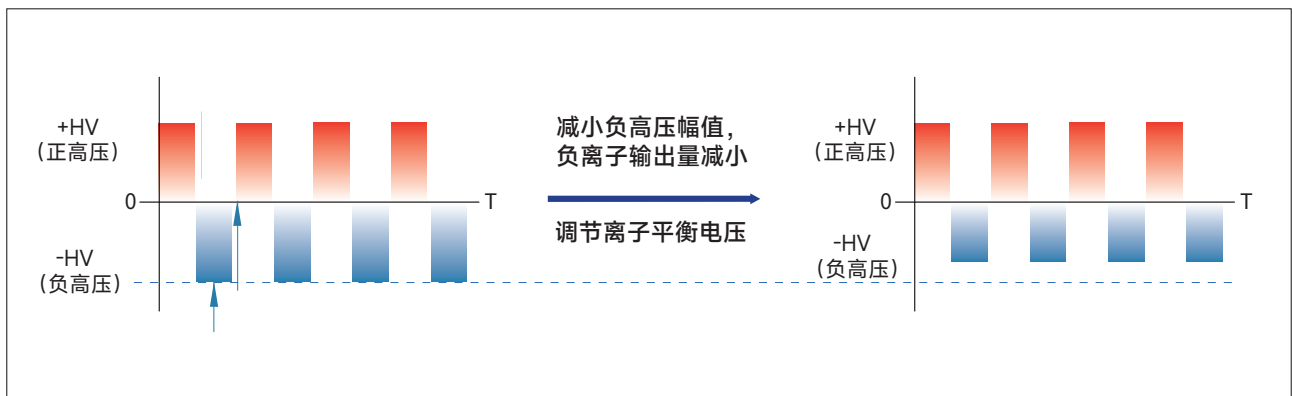 +HV
（正高压）
0
T
-HV
（负高压）
减小负高压幅值，
负离子输出量减小
调节离子平衡电压
+HV
（正高压）
0
T
-HV
（负高压）